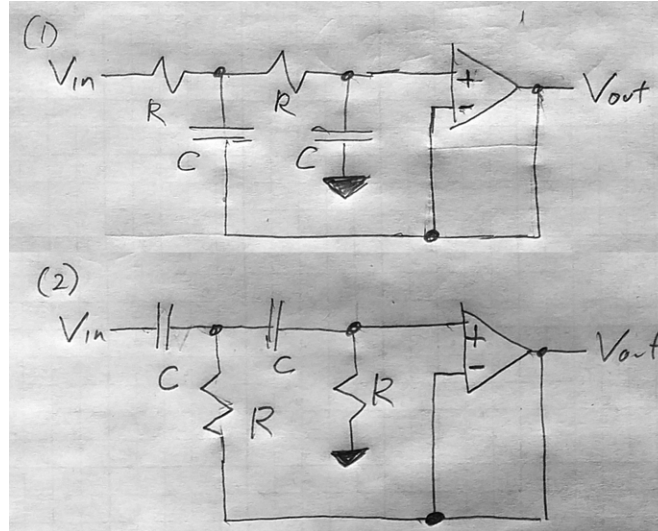 (1)
Vin R R + - Vout
C C
(2)
Vin C C + - Vout
R R